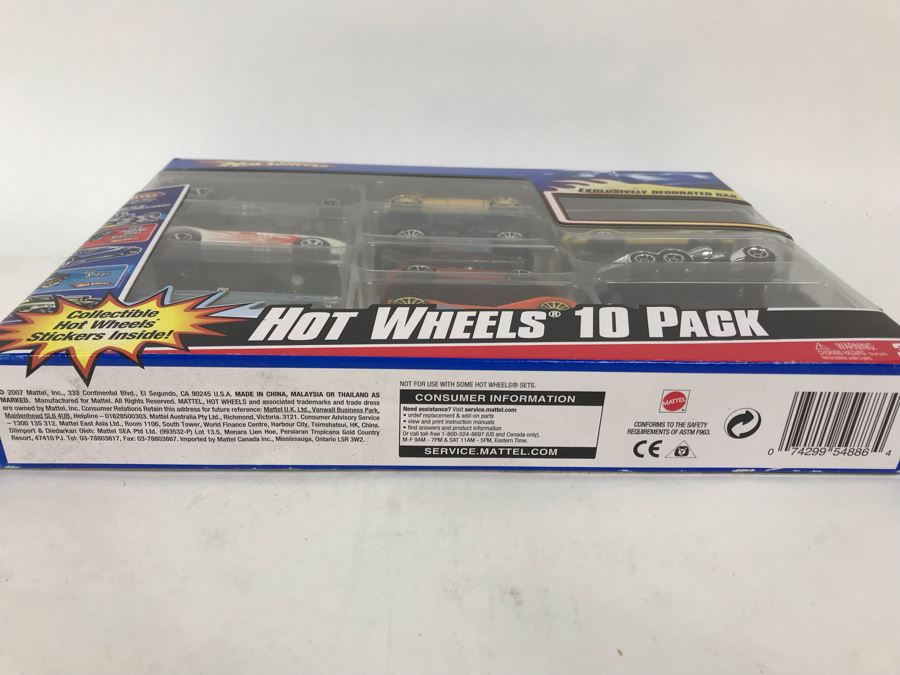 Hot Wheels
EXCLUSIVELY DECORATED CAR
Collectible
Hot Wheels™
Stickers Inside!
HOT WHEELS® 10 PACK
WARNING:
CHOKING HAZARD - Small parts.
© 2007 Mattel, Inc., 333 Continental Blvd., El Segundo, CA 90245 U.S.A. MADE IN CHINA, MALAYSIA OR THAILAND AS
MARKED. Manufactured for Mattel. All Rights Reserved. MATTEL, HOT WHEELS and associated trademarks and trade dress
are owned by Mattel, Inc. Consumer Relations Retain this address for future reference: Mattel U.K. Ltd., Vanwall Business Park,
Maidenhead SL6 4UB. Helpline – 01628500303. Mattel Australia Pty Ltd., Richmond, Victoria. 3121. Consumer Advisory Service
– 1300 135 312. Mattel East Asia Ltd., Room 1106, South Tower, World Finance Centre, Harbour City, Tsimshatsui, HK, China.
Diimport & Diedarkan Oleh: Mattel SEA Ptd Ltd. (993532-P) Lot 13.5, Menara Lien Hoe, Persiaran Tropicana Golf Country
Resort, 47410 PJ. Tel: 03-78803817, Fax: 03-78803867. Imported by Mattel Canada Inc., Mississauga, Ontario L5R 3W2.
NOT FOR USE WITH SOME HOT WHEELS® SETS.
CONSUMER INFORMATION
Need assistance? Visit service.mattel.com
• order replacement & add-on parts
• view and print instruction manuals
• find answers and product information
Or call toll-free 1-800-524-8697 (US and Canada only),
M-F 9AM - 7PM & SAT 11AM - 5PM, Eastern Time.
SERVICE.MATTEL.COM
MATTEL
CONFORMS TO THE SAFETY
REQUIREMENTS OF ASTM F963.
CE
0 74299 54886 4